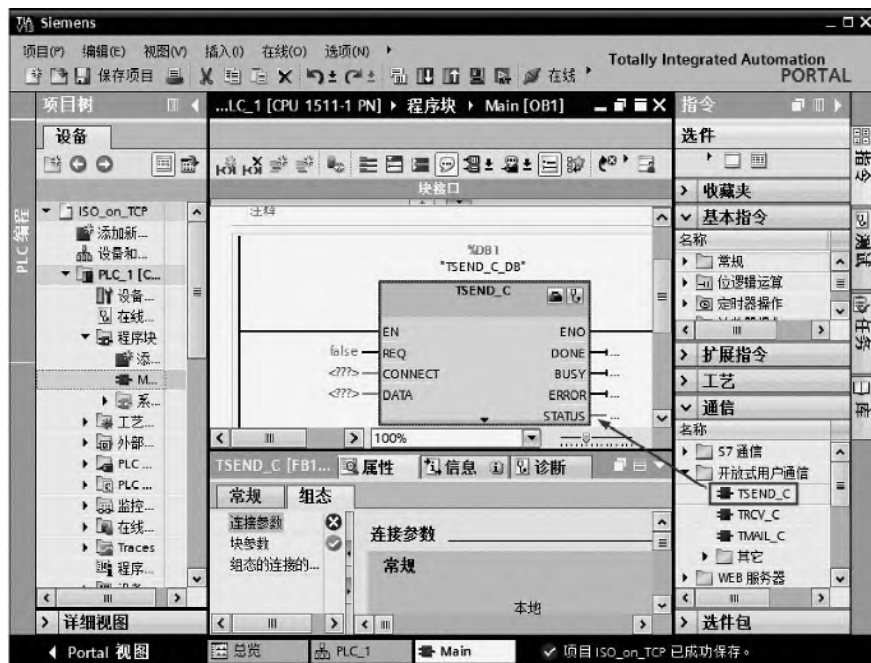 TIA V13 Siemens
项目(P) 编辑(E) 视图(V) 插入(I) 在线(O) 选项(N)
Totally Integrated Automation
PORTAL
保存项目
在线
项目树
...LC_1 [CPU 1511-1 PN] ▸ 程序块 ▸ Main [OB1]
指令
设备
选件
块接口
收藏夹
基本指令
名称
常规
位逻辑运算
定时器操作
扩展指令
工艺
通信
名称
S7 通信
开放式用户通信
TSEND_C
TRCV_C
TMAIL_C
其它
WEB 服务器
选件包
PLC 编程
ISO_on_TCP
添加新...
设备和...
PLC_1 [C...
设备...
在线...
程序块
添...
M...
系...
工艺...
外部...
PLC ...
PLC ...
监控...
在线...
Traces
程序...
详细视图
注释
%DB1
"TSEND_C_DB"
TSEND_C
EN ENO
false REQ DONE ...
<???> CONNECT BUSY ...
<???> DATA ERROR ...
STATUS ...
100%
TSEND_C [FB1... 属性 信息 诊断
常规 组态
连接参数
块参数
组态的连接的...
连接参数
常规
本地
指令
测试
任务
库
Portal 视图 总览 PLC_1 Main 项目 ISO_on_TCP 已成功保存。